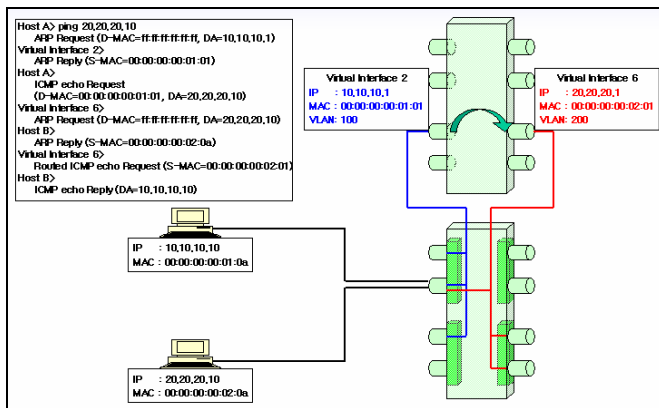 Host A> ping 20,20,20,10
ARP Request (D-MAC=ff:ff:ff:ff:ff:ff, DA=10,10,10,1)
Virtual Interface 2>
ARP Reply (S-MAC=00:00:00:00:01:01)
Host A>
ICMP echo Request
(D-MAC=00:00:00:00:01:01, DA=20,20,20,10)
Virtual Interface 6>
ARP Request (D-MAC=ff:ff:ff:ff:ff:ff, DA=20,20,20,10)
Host B>
ARP Reply (S-MAC=00:00:00:00:02:0a)
Virtual Interface 6>
Routed ICMP echo Request (S-MAC=00:00:00:00:02:01)
Host B>
ICMP echo Reply (DA=10,10,10,10)
Virtual Interface 2
IP : 10,10,10,1
MAC : 00:00:00:00:01:01
VLAN: 100
Virtual Interface 6
IP : 20,20,20,1
MAC : 00:00:00:00:02:01
VLAN: 200
IP : 10,10,10,10
MAC : 00:00:00:00:01:0a
IP : 20,20,20,10
MAC : 00:00:00:00:02:0a